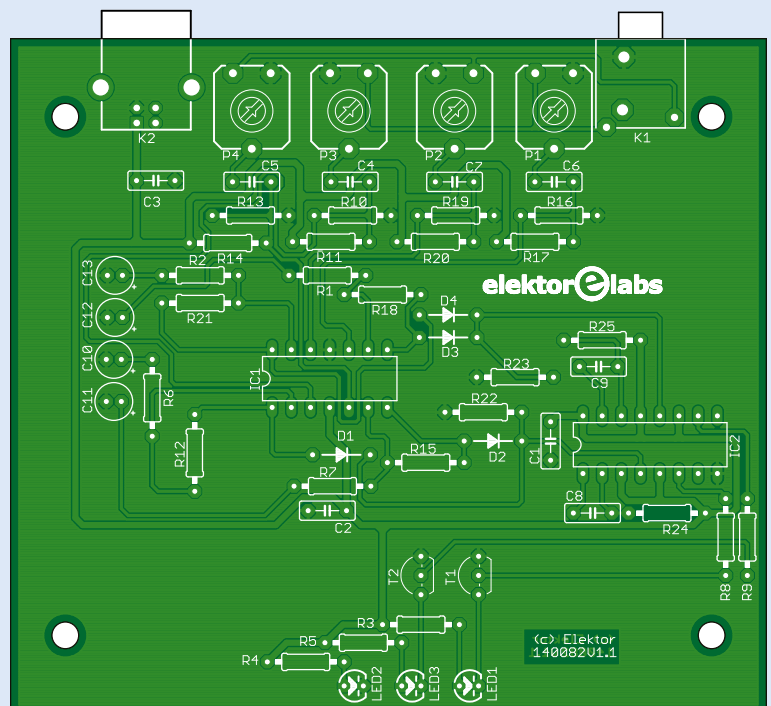 K2
K1
P4
P3
P2
P1
C3
C5
C4
C7
C6
R13
R10
R19
R16
R14
R11
R20
R17
C13
R2
R1
elektor e labs
R21
R18
D4
C12
D3
R25
C10
R23
C9
IC1
R6
C11
R22
R12
D1
R15
D2
C1
IC2
R7
C2
C8
R24
T2
T1
R8
R9
R3
R5
R4
(c) Elektor
140082V1.1
LED2
LED3
LED1